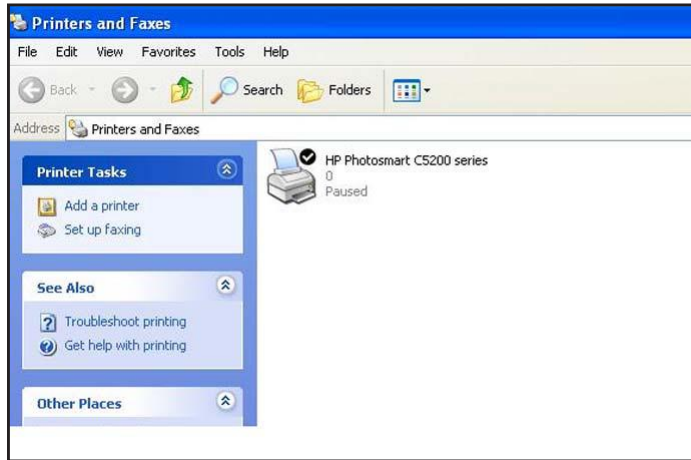 Printers and Faxes
File Edit View Favorites Tools Help
Back Search Folders
Address Printers and Faxes
Printer Tasks
Add a printer
Set up faxing
See Also
Troubleshoot printing
Get help with printing
Other Places
HP Photosmart C5200 series
0
Paused